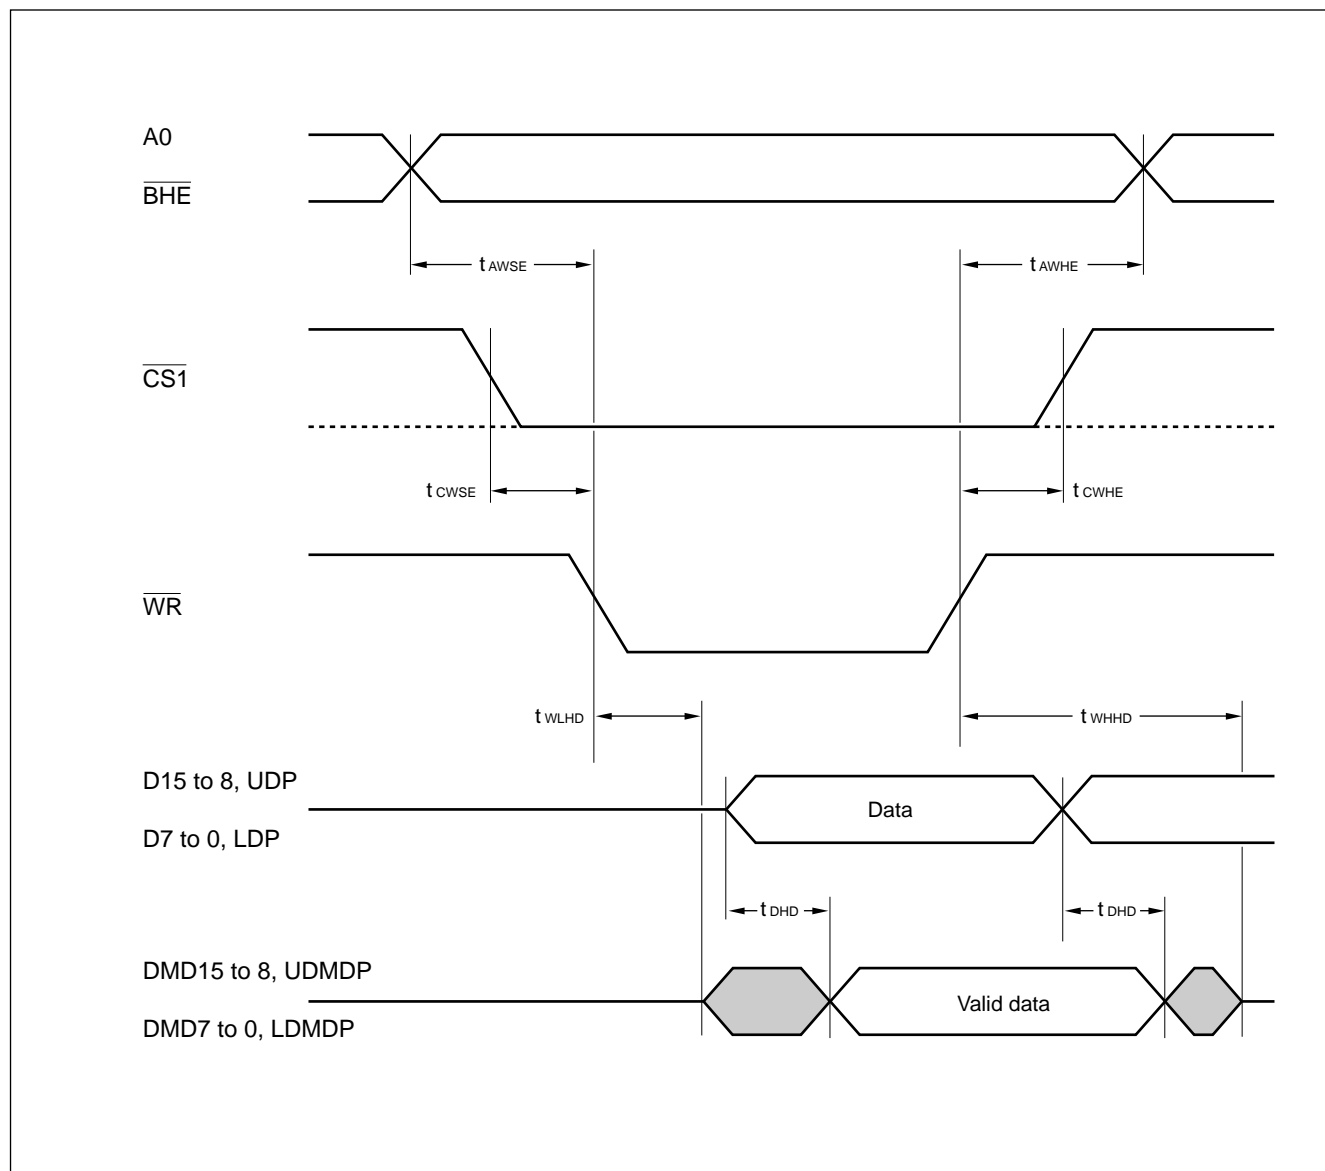 A0
BHE
t AWSE
t AWHE
CS1
t CWSE
t CWHE
WR
t WLHD
t WHHD
D15 to 8, UDP
Data
D7 to 0, LDP
t DHD
t DHD
DMD15 to 8, UDMDP
Valid data
DMD7 to 0, LDMDP